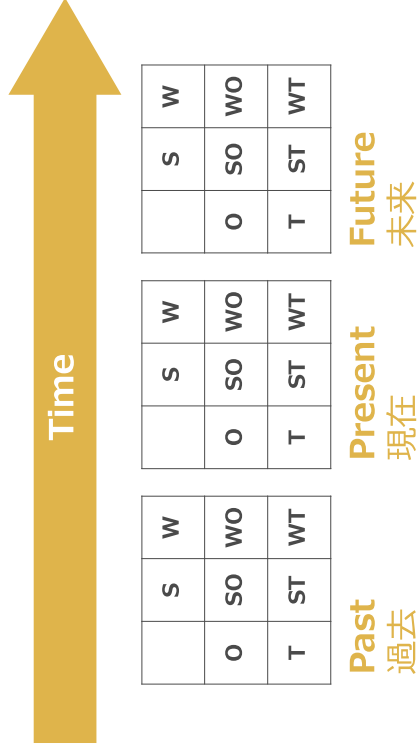 Time
S W
O SO WO
T ST WT
Past
過去
S W
O SO WO
T ST WT
Present
現在
S W
O SO WO
T ST WT
Future
未来